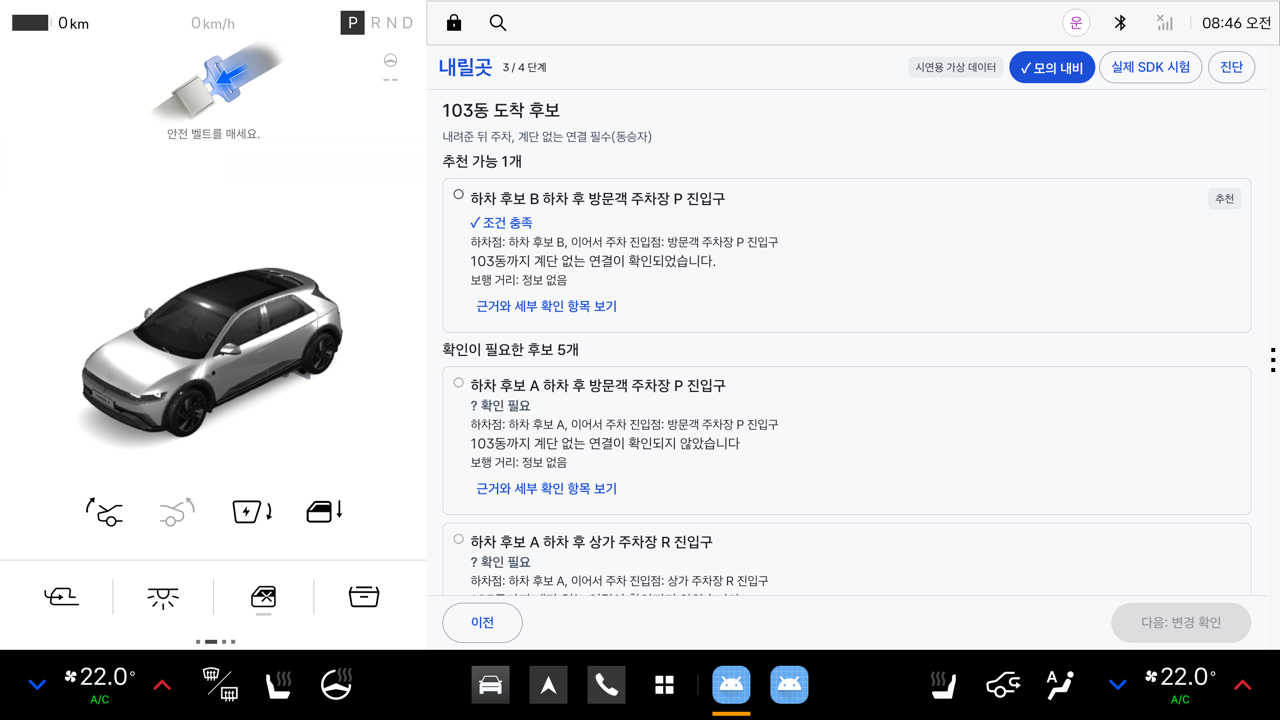 0km
0km/h
P R N D
안전 벨트를 매세요.
--
운
08:46 오전
내릴곳
3 / 4 단계
시연용 가상 데이터
✓ 모의 내비
실제 SDK 시험
진단
103동 도착 후보
내려준 뒤 주차, 계단 없는 연결 필수(동승자)
추천 가능 1개
하차 후보 B 하차 후 방문객 주차장 P 진입구
추천
✓ 조건 충족
하차점: 하차 후보 B, 이어서 주차 진입점: 방문객 주차장 P 진입구
103동까지 계단 없는 연결이 확인되었습니다.
보행 거리: 정보 없음
근거와 세부 확인 항목 보기
확인이 필요한 후보 5개
하차 후보 A 하차 후 방문객 주차장 P 진입구
? 확인 필요
하차점: 하차 후보 A, 이어서 주차 진입점: 방문객 주차장 P 진입구
103동까지 계단 없는 연결이 확인되지 않았습니다
보행 거리: 정보 없음
근거와 세부 확인 항목 보기
하차 후보 A 하차 후 상가 주차장 R 진입구
? 확인 필요
하차점: 하차 후보 A, 이어서 주차 진입점: 상가 주차장 R 진입구
이전
다음: 변경 확인
22.0°
A/C
A
22.0°
A/C